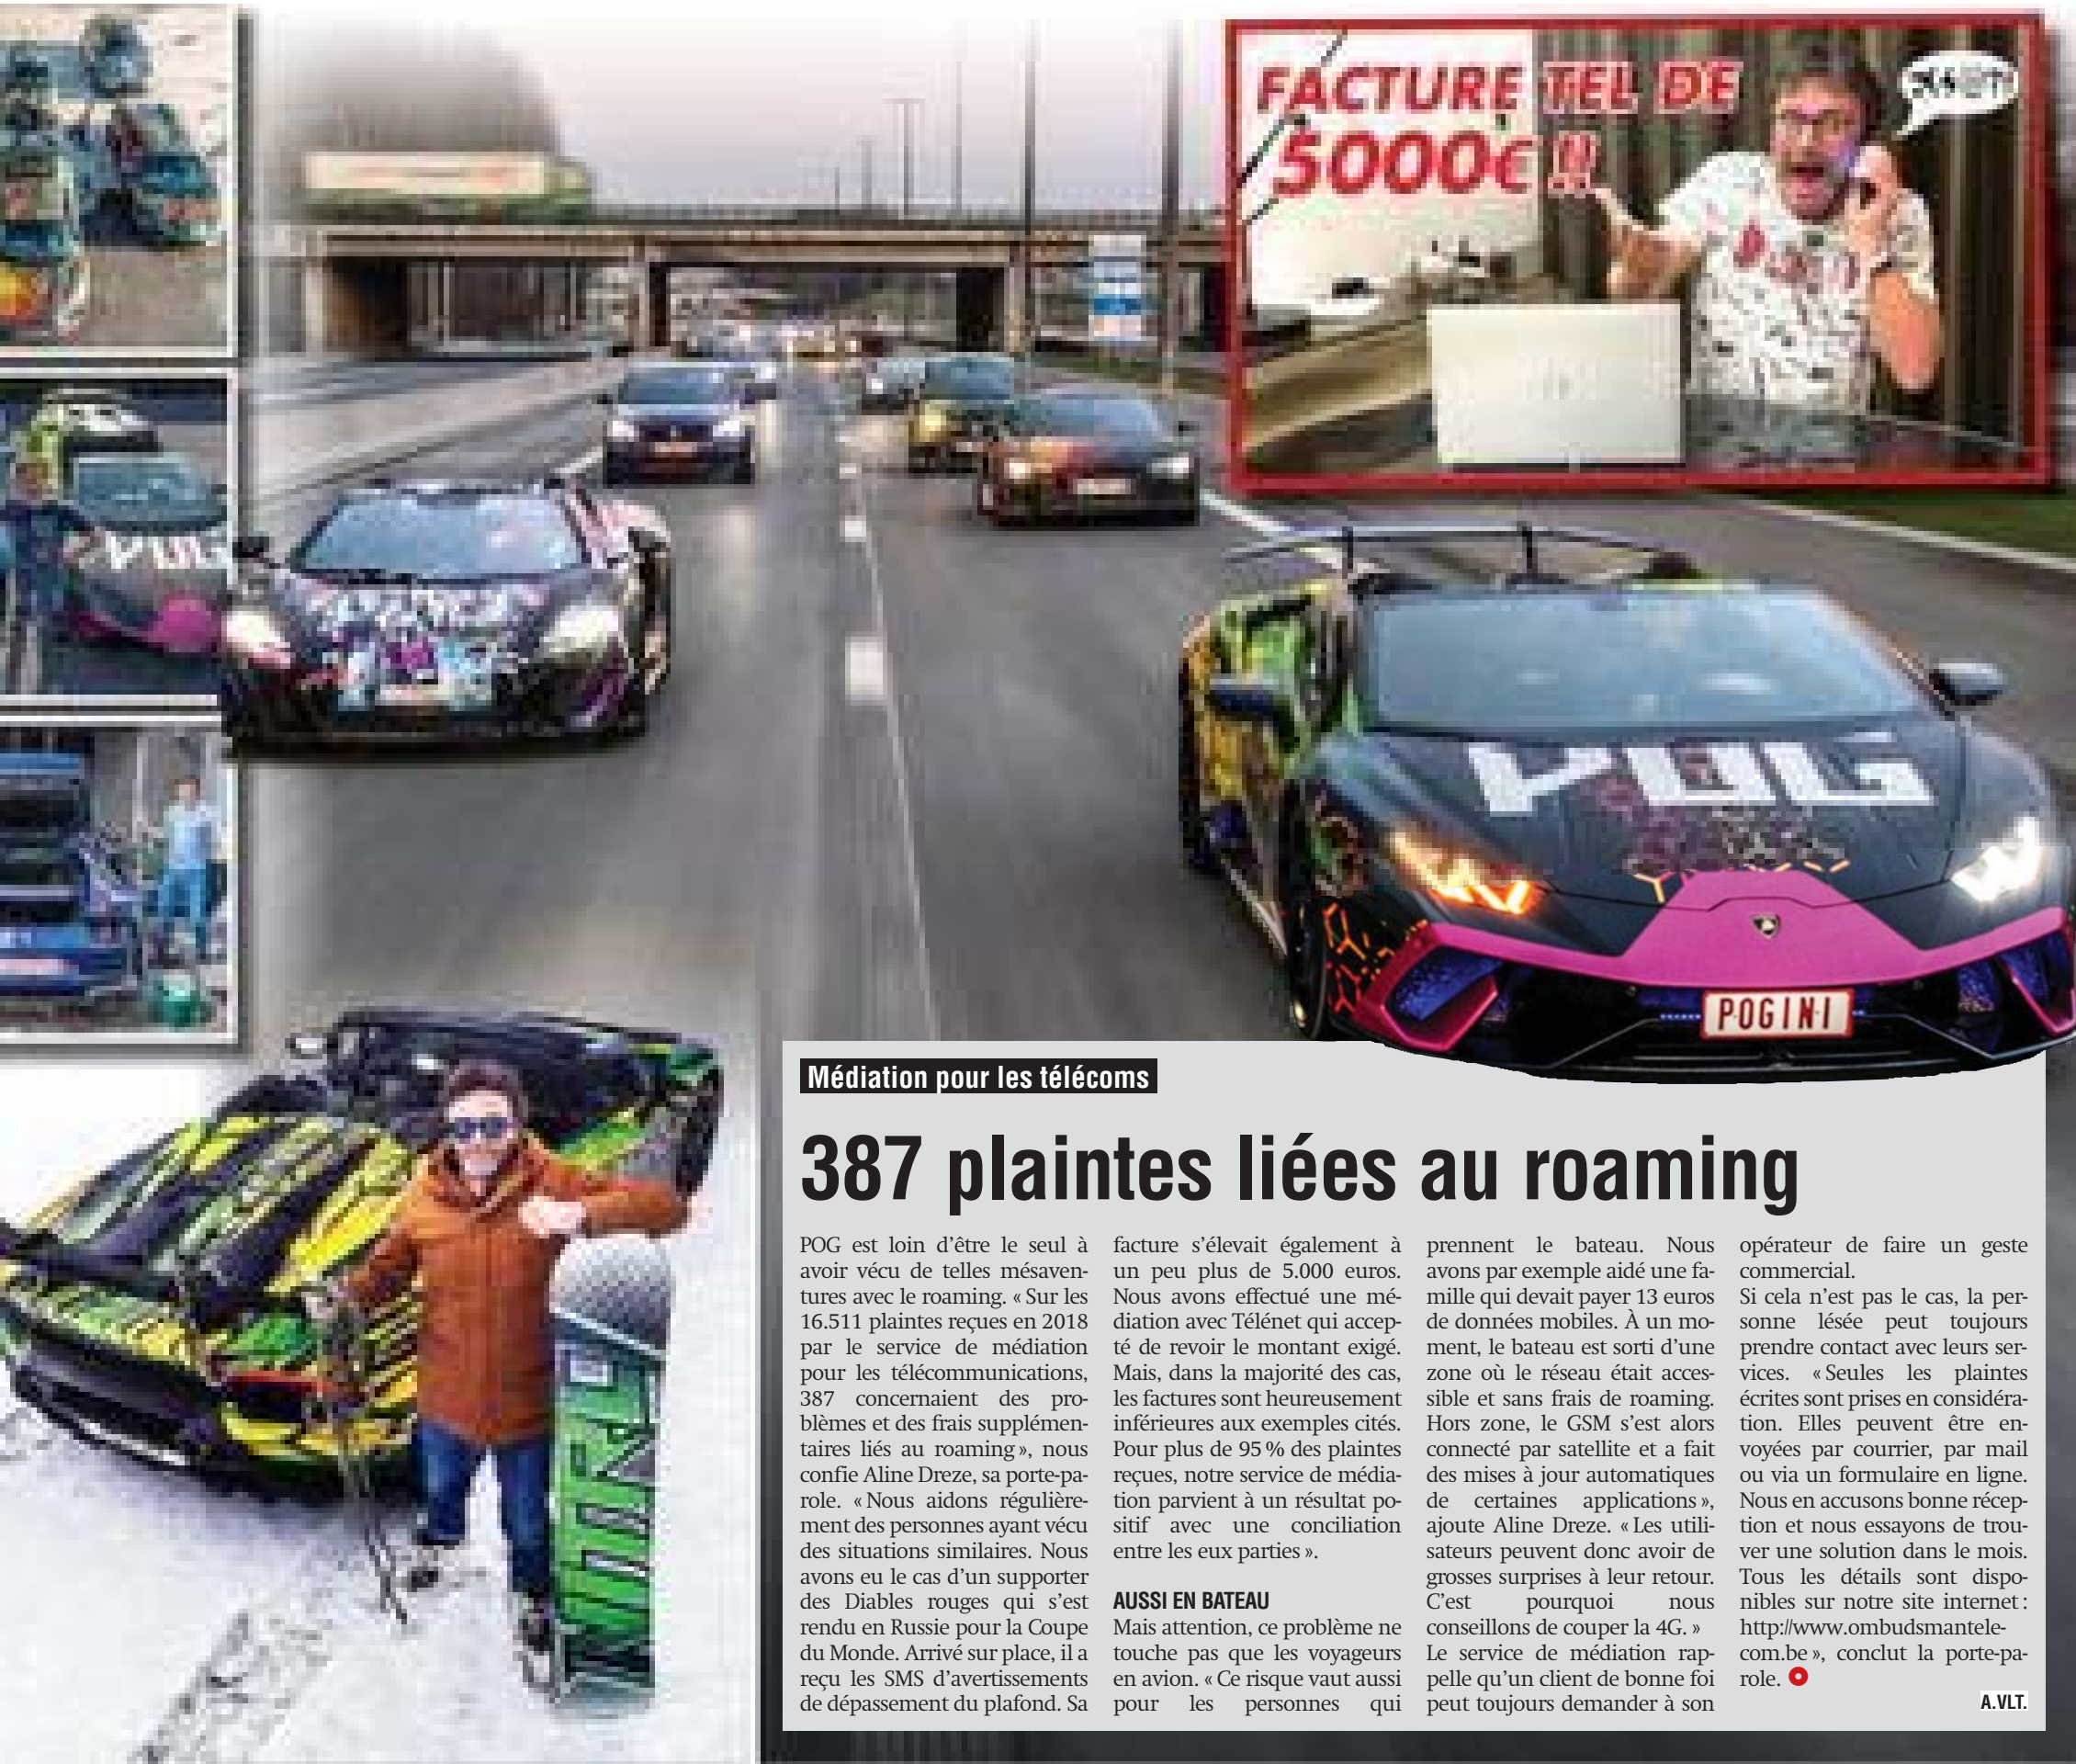 FACTURE TEL DE
5000€ !!
POG
POGINI
Médiation pour les télécoms
387 plaintes liées au roaming
POG est loin d’être le seul à
avoir vécu de telles mésaven-
tures avec le roaming. « Sur les
16.511 plaintes reçues en 2018
par le service de médiation
pour les télécommunications,
387 concernaient des pro-
blèmes et des frais supplémen-
taires liés au roaming », nous
confie Aline Dreze, sa porte-pa-
role. « Nous aidons régulière-
ment des personnes ayant vécu
des situations similaires. Nous
avons eu le cas d’un supporter
des Diables rouges qui s’est
rendu en Russie pour la Coupe
du Monde. Arrivé sur place, il a
reçu les SMS d’avertissements
de dépassement du plafond. Sa
facture s’élevait également à
un peu plus de 5.000 euros.
Nous avons effectué une mé-
diation avec Télénet qui accep-
té de revoir le montant exigé.
Mais, dans la majorité des cas,
les factures sont heureusement
inférieures aux exemples cités.
Pour plus de 95 % des plaintes
reçues, notre service de média-
tion parvient à un résultat po-
sitif avec une conciliation
entre les eux parties ».
AUSSI EN BATEAU
Mais attention, ce problème ne
touche pas que les voyageurs
en avion. « Ce risque vaut aussi
pour les personnes qui
prennent le bateau. Nous
avons par exemple aidé une fa-
mille qui devait payer 13 euros
de données mobiles. À un mo-
ment, le bateau est sorti d’une
zone où le réseau était acces-
sible et sans frais de roaming.
Hors zone, le GSM s’est alors
connecté par satellite et a fait
des mises à jour automatiques
de certaines applications »,
ajoute Aline Dreze. « Les utili-
sateurs peuvent donc avoir de
grosses surprises à leur retour.
C’est pourquoi nous
conseillons de couper la 4G. »
Le service de médiation rap-
pelle qu’un client de bonne foi
peut toujours demander à son
opérateur de faire un geste
commercial.
Si cela n’est pas le cas, la per-
sonne lésée peut toujours
prendre contact avec leurs ser-
vices. « Seules les plaintes
écrites sont prises en considéra-
tion. Elles peuvent être en-
voyées par courrier, par mail
ou via un formulaire en ligne.
Nous en accusons bonne récep-
tion et nous essayons de trou-
ver une solution dans le mois.
Tous les détails sont dispo-
nibles sur notre site internet :
http://www.ombudsmantele-
com.be », conclut la porte-pa-
role.
A.VLT.